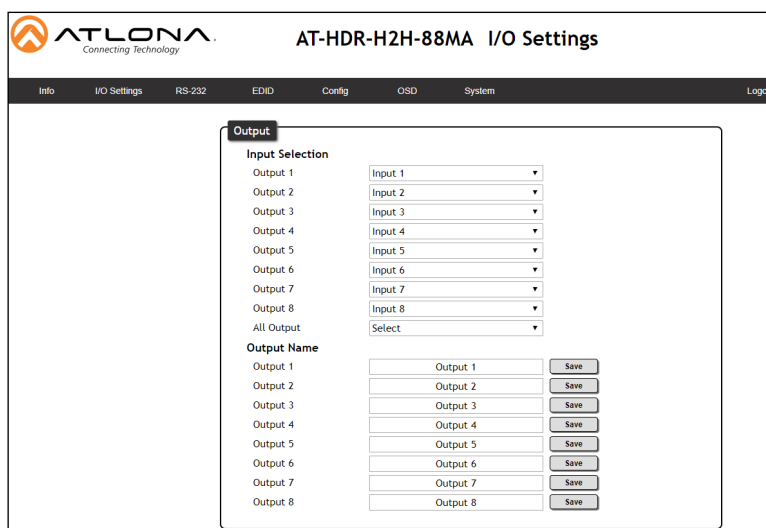 ATLONA.
Connecting Technology
AT-HDR-H2H-88MA I/O Settings
Info I/O Settings RS-232 EDID Config OSD System Logo
Output
Input Selection
Output 1 Input 1
Output 2 Input 2
Output 3 Input 3
Output 4 Input 4
Output 5 Input 5
Output 6 Input 6
Output 7 Input 7
Output 8 Input 8
All Output Select
Output Name
Output 1 Output 1 Save
Output 2 Output 2 Save
Output 3 Output 3 Save
Output 4 Output 4 Save
Output 5 Output 5 Save
Output 6 Output 6 Save
Output 7 Output 7 Save
Output 8 Output 8 Save